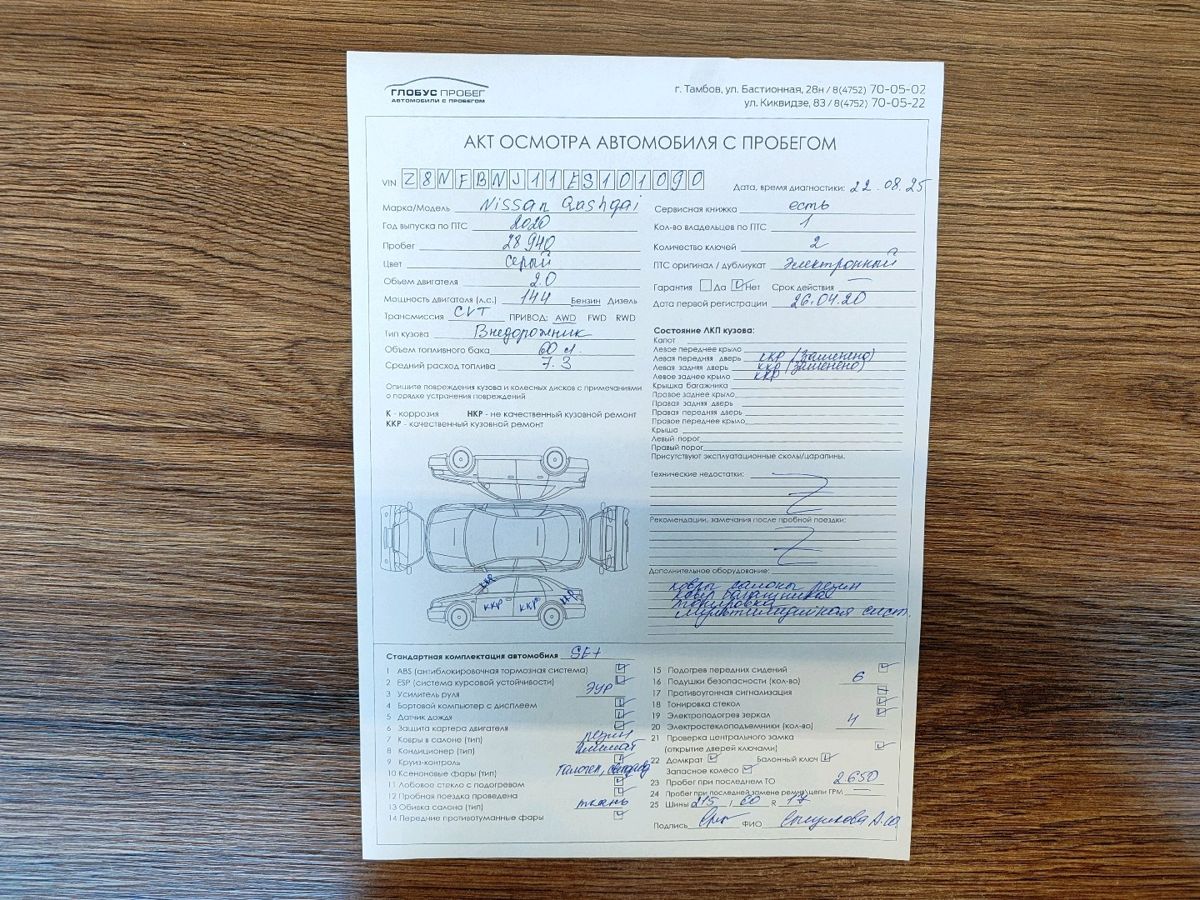 ГЛОБУС ПРОБЕГ
АВТОМОБИЛИ С ПРОБЕГОМ
г. Тамбов, ул. Бастионная, 28н / 8(4752) 70-05-02
ул. Киквидзе, 83 / 8(4752) 70-05-22
АКТ ОСМОТРА АВТОМОБИЛЯ С ПРОБЕГОМ
VIN Z8NFBNJ11ES101090
Дата, время диагностики: 22.08.25
Марка/Модель Nissan Qashqai
Год выпуска по ПТС 2020
Пробег 28 940
Цвет серый
Объем двигателя 2.0
Мощность двигателя (л.с.) 144 Бензин Дизель
Трансмиссия CVT ПРИВОД: AWD FWD RWD
Тип кузова Внедорожник
Объем топливного бака 60 л.
Средний расход топлива 7.3
Опишите повреждения кузова и колесных дисков с примечаниями
о порядке устранения повреждений
К - коррозия НКР - не качественный кузовной ремонт
ККР - качественный кузовной ремонт
ккр
ккр ккр ккр
Сервисная книжка есть
Кол-во владельцев по ПТС 1
Количество ключей 2
ПТС оригинал / дубликат Электронный
Гарантия Да Нет Срок действия —
Дата первой регистрации 26.04.20
Состояние ЛКП кузова:
Капот
Левое переднее крыло
Левая передняя дверь ккр (Заменено)
Левая задняя дверь ккр (Заменено)
Левое заднее крыло ккр
Крышка багажника
Правое заднее крыло
Правая задняя дверь
Правая передняя дверь
Правое переднее крыло
Крыша
Левый порог
Правый порог
Присутствуют эксплуатационные сколы/царапины.
Технические недостатки:
Рекомендации, замечания после пробной поездки:
Дополнительное оборудование:
ковры салоны резин
ковер багажника
тонировка
мультимедийная сист.
Стандартная комплектация автомобиля SE+
1 ABS (антиблокировочная тормозная система)
2 ESP (система курсовой устойчивости)
3 Усилитель руля ЭУР
4 Бортовой компьютер с дисплеем
5 Датчик дождя
6 Защита картера двигателя
7 Ковры в салоне (тип) резин
8 Кондиционер (тип) климат
9 Круиз-контроль
10 Ксеноновые фары (тип) Галоген,
11 Лобовое стекло с подогревом
12 Пробная поездка проведена
13 Обивка салона (тип) ткань
14 Передние противотуманные фары
15 Подогрев передних сидений
16 Подушки безопасности (кол-во) 6
17 Противоугонная сигнализация
18 Тонировка стекол
19 Электроподогрев зеркал
20 Электростеклоподъемники (кол-во) 4
21 Проверка центрального замка
(открытие дверей ключами)
22 Домкрат Балонный ключ
Запасное колесо
23 Пробег при последнем ТО 2650
24 Пробег при последней замене ремня/цепи ГРМ —
25 Шины 215 / 60 R 17
Подпись ФИО